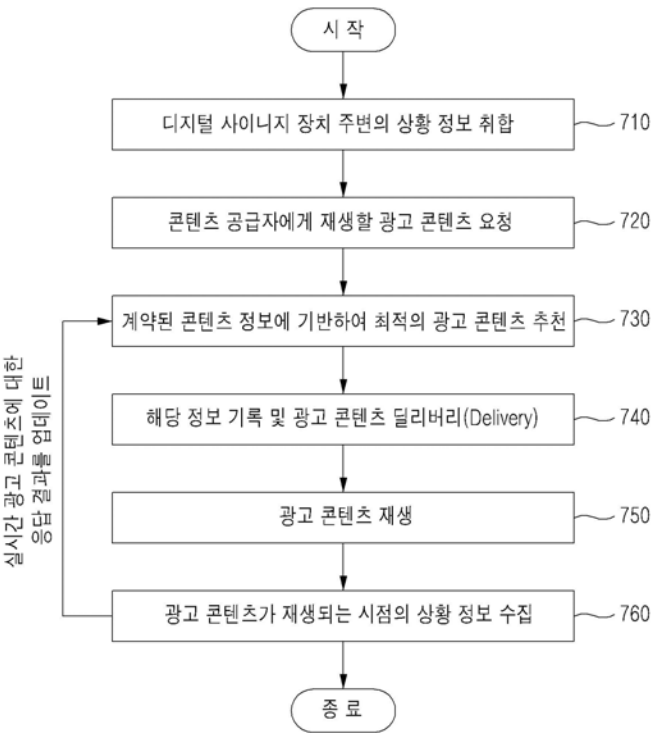 시 작
디지털 사이니지 장치 주변의 상황 정보 취합
710
콘텐츠 공급자에게 재생할 광고 콘텐츠 요청
720
계약된 콘텐츠 정보에 기반하여 최적의 광고 콘텐츠 추천
730
실시간 광고 콘텐츠에 대한
응답 결과를 업데이트
해당 정보 기록 및 광고 콘텐츠 딜리버리(Delivery)
740
광고 콘텐츠 재생
750
광고 콘텐츠가 재생되는 시점의 상황 정보 수집
760
종 료